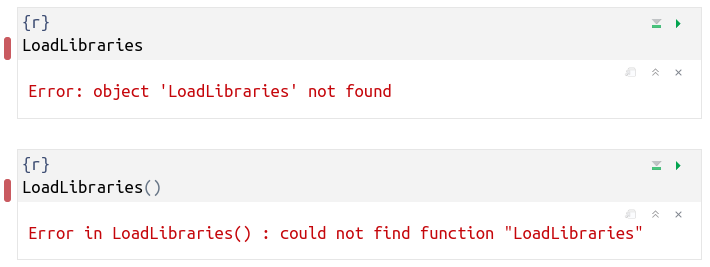 {r}
LoadLibraries
Error: object 'LoadLibraries' not found
{r}
LoadLibraries()
Error in LoadLibraries() : could not find function "LoadLibraries"